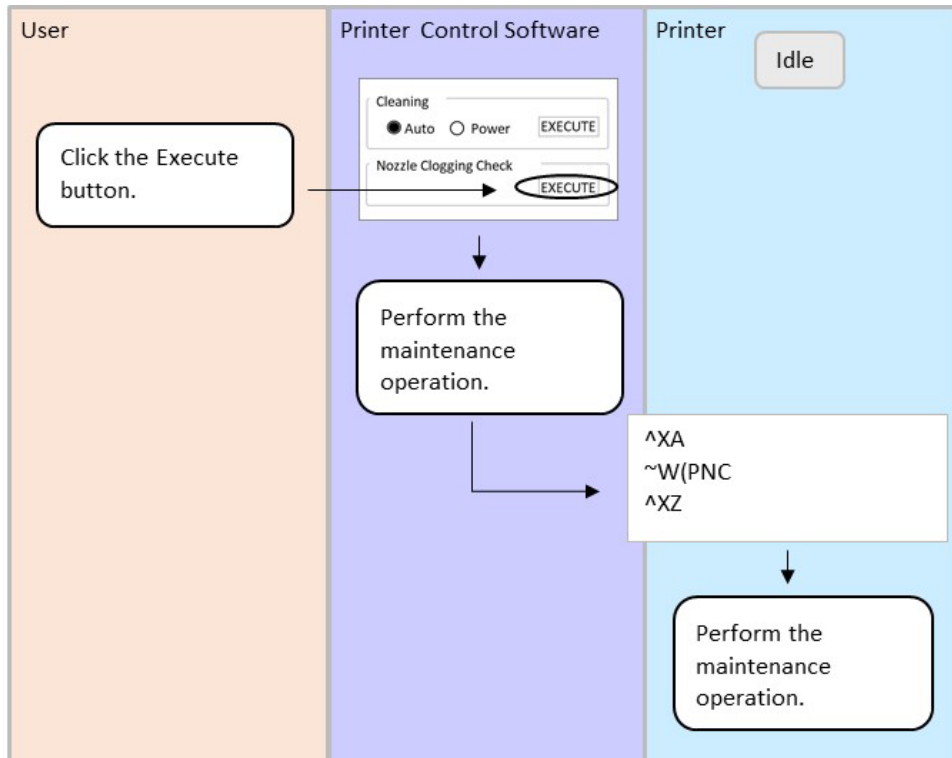 User
Printer Control Software
Printer
Idle
Cleaning
Auto Power EXECUTE
Nozzle Clogging Check
EXECUTE
Click the Execute
button.
Perform the
maintenance
operation.
^XA
~W(PNC
^XZ
Perform the
maintenance
operation.